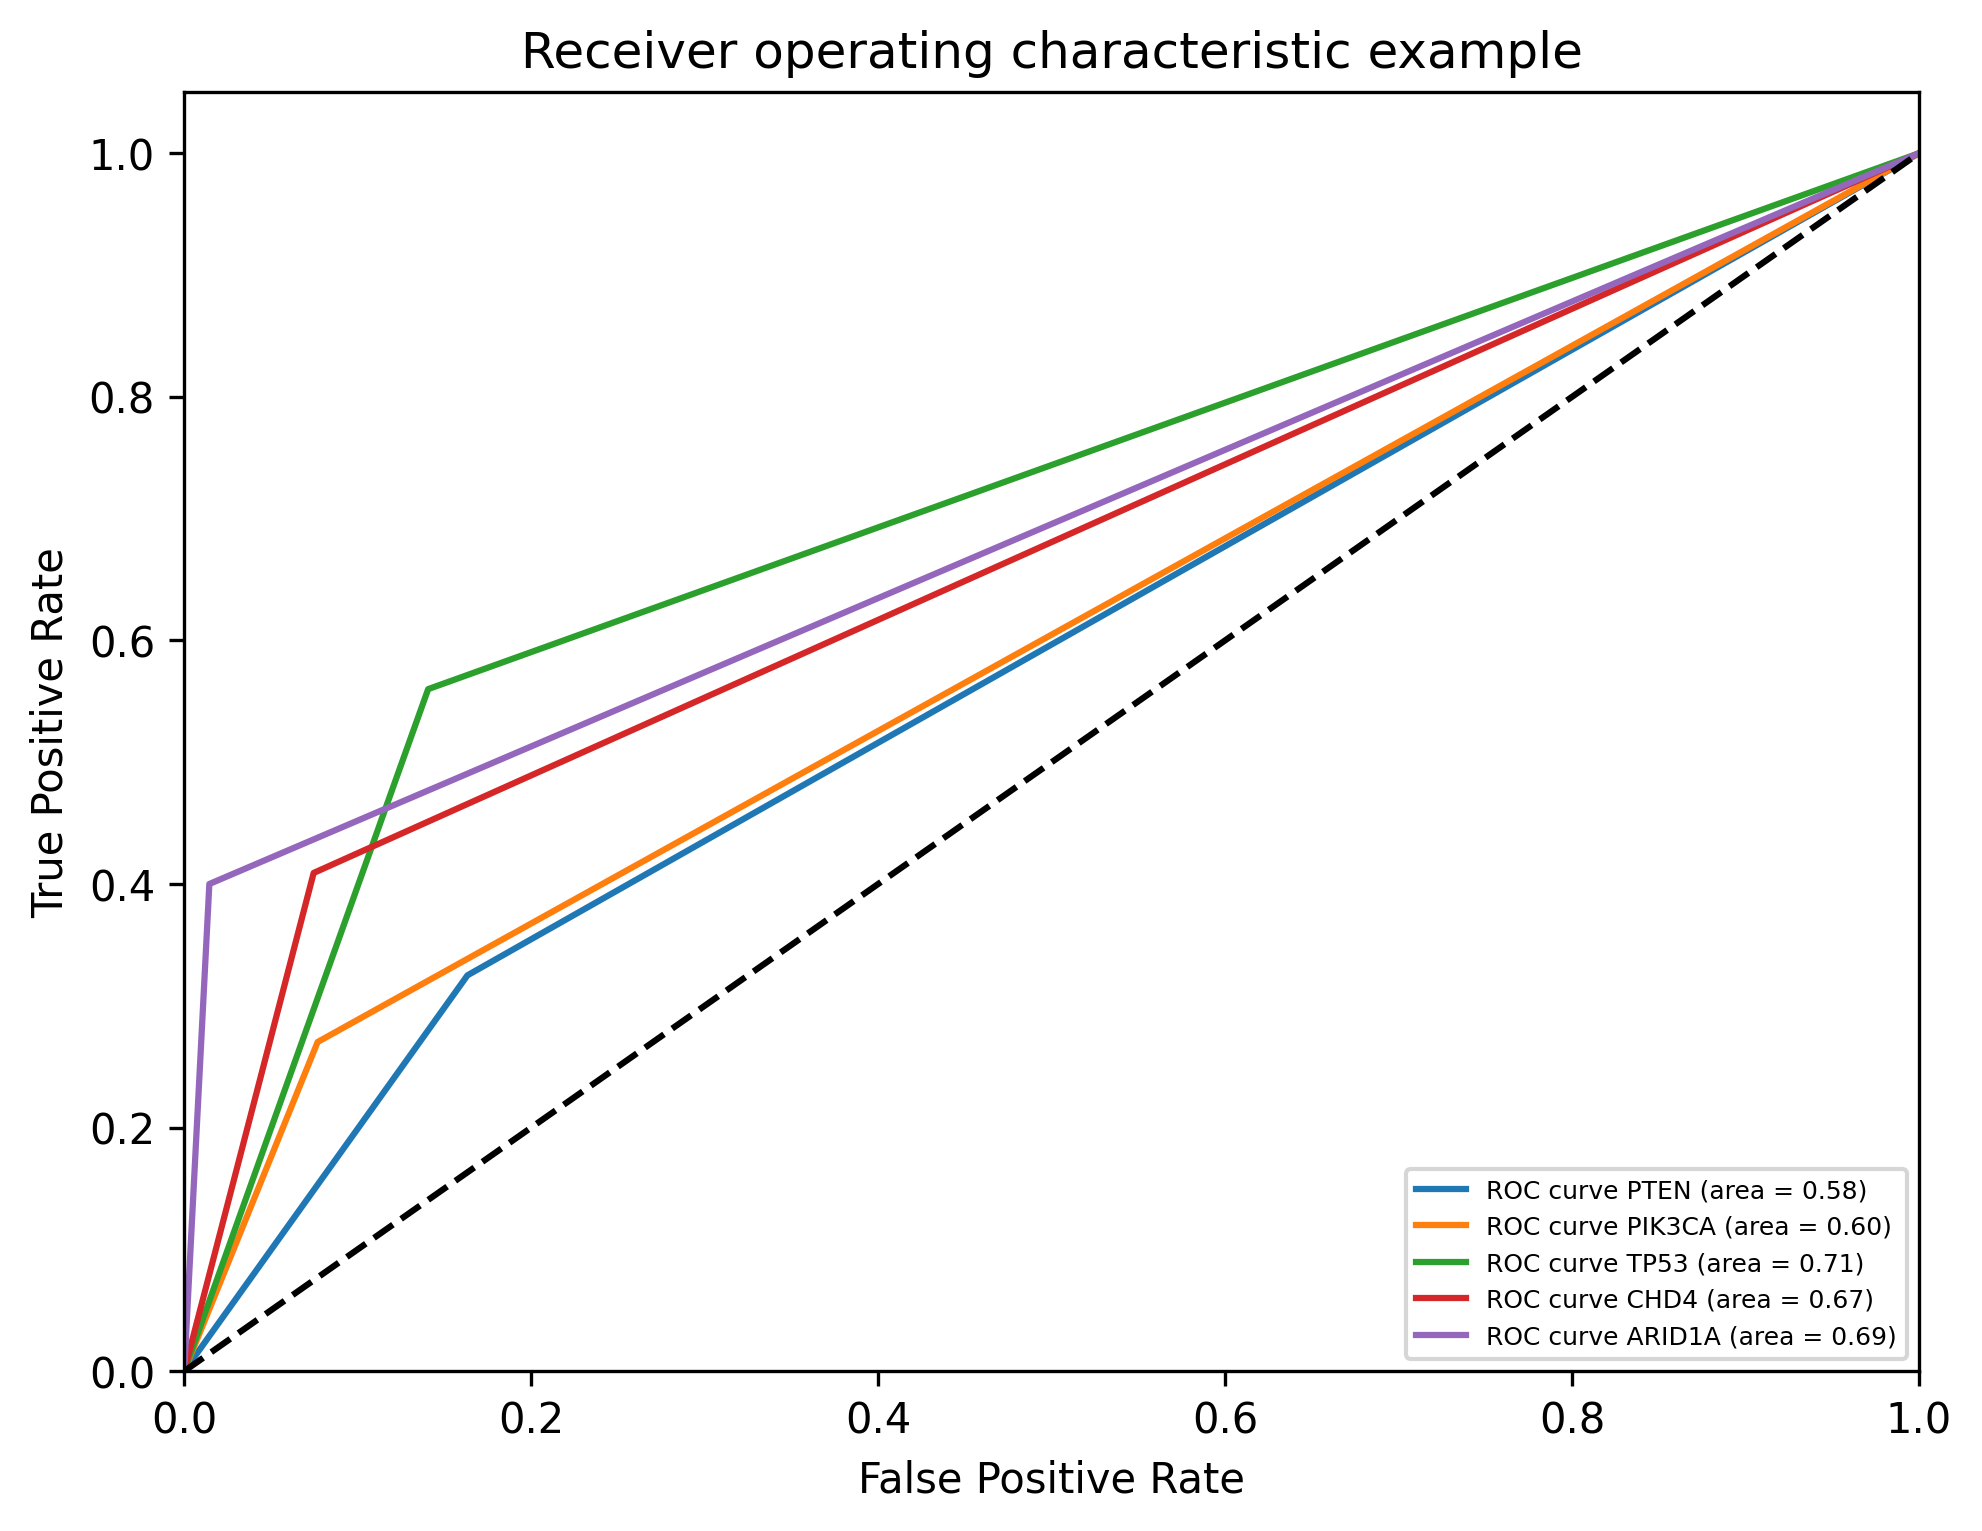 Receiver operating characteristic example
True Positive Rate
1.0
0.8
0.6
0.4
0.2
0.0
0.0 0.2 0.4 0.6 0.8 1.0
False Positive Rate
ROC curve PTEN (area = 0.58)
ROC curve PIK3CA (area = 0.60)
ROC curve TP53 (area = 0.71)
ROC curve CHD4 (area = 0.67)
ROC curve ARID1A (area = 0.69)